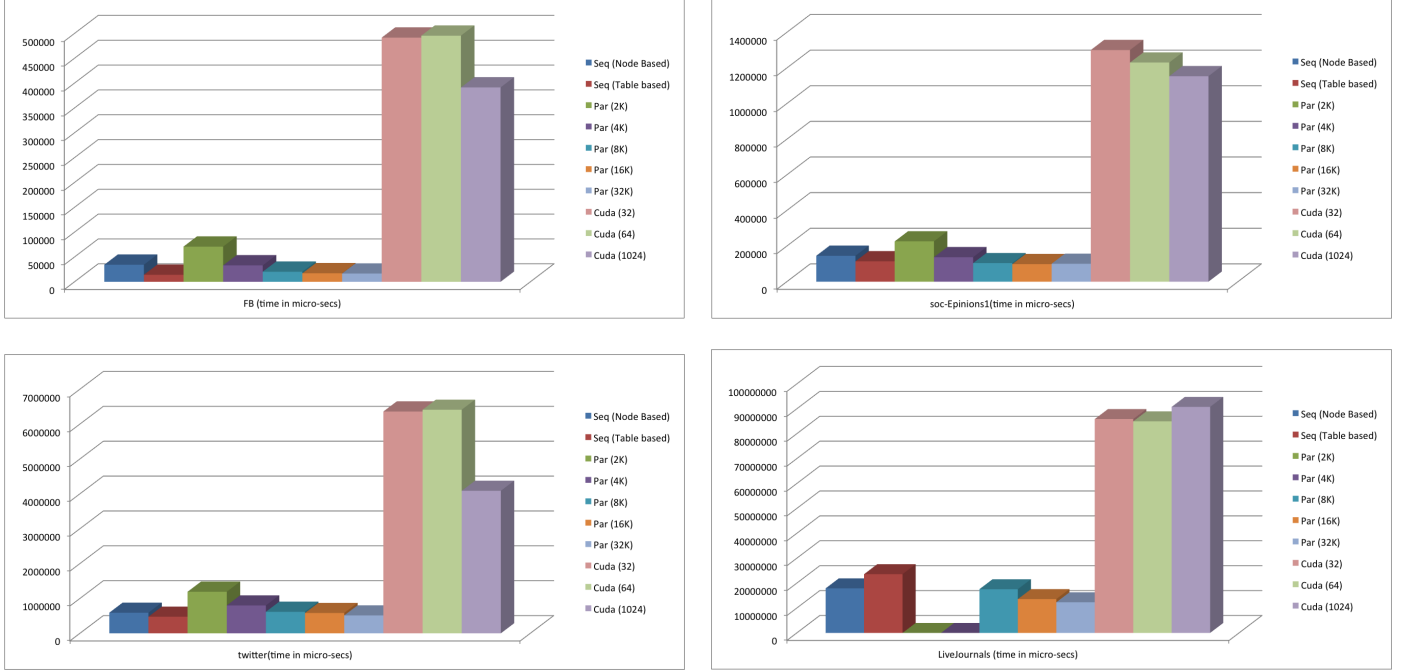 500000
450000
400000
350000
300000
250000
200000
150000
100000
50000
0
FB (time in micro-secs)
Seq (Node Based)
Seq (Table based)
Par (2K)
Par (4K)
Par (8K)
Par (16K)
Par (32K)
Cuda (32)
Cuda (64)
Cuda (1024)
1400000
1200000
1000000
800000
600000
400000
200000
0
soc-Epinions1(time in micro-secs)
Seq (Node Based)
Seq (Table based)
Par (2K)
Par (4K)
Par (8K)
Par (16K)
Par (32K)
Cuda (32)
Cuda (64)
Cuda (1024)
7000000
6000000
5000000
4000000
3000000
2000000
1000000
0
twitter(time in micro-secs)
Seq (Node Based)
Seq (Table based)
Par (2K)
Par (4K)
Par (8K)
Par (16K)
Par (32K)
Cuda (32)
Cuda (64)
Cuda (1024)
100000000
90000000
80000000
70000000
60000000
50000000
40000000
30000000
20000000
10000000
0
LiveJournals (time in micro-secs)
Seq (Node Based)
Seq (Table based)
Par (2K)
Par (4K)
Par (8K)
Par (16K)
Par (32K)
Cuda (32)
Cuda (64)
Cuda (1024)